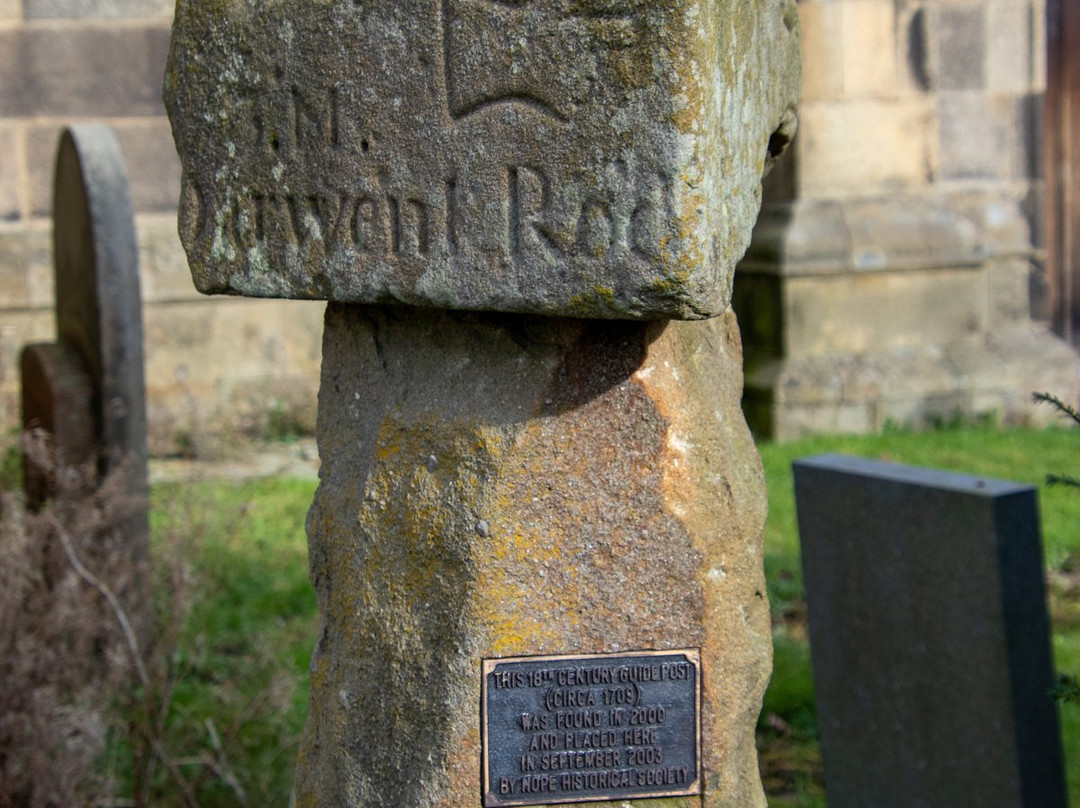 .M.
Darwent Rod
THIS 18TH CENTURY GUIDE POST
(CIRCA 1709)
WAS FOUND IN 2000
AND PLACED HERE
IN SEPTEMBER 2003
BY HOPE HISTORICAL SOCIETY